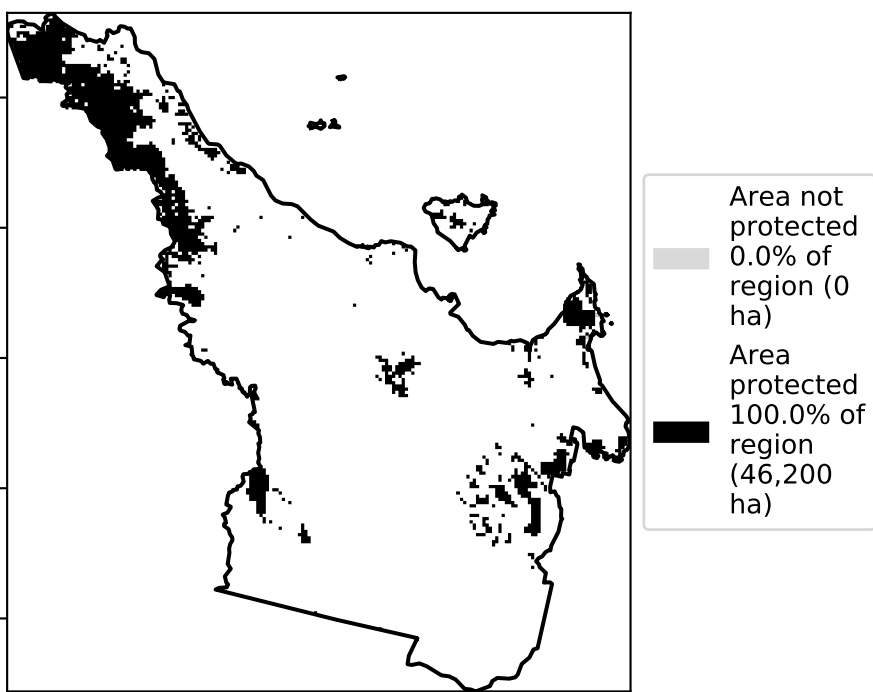 Area not
protected
0.0% of
region (0
ha)
Area
protected
100.0% of
region
(46,200
ha)